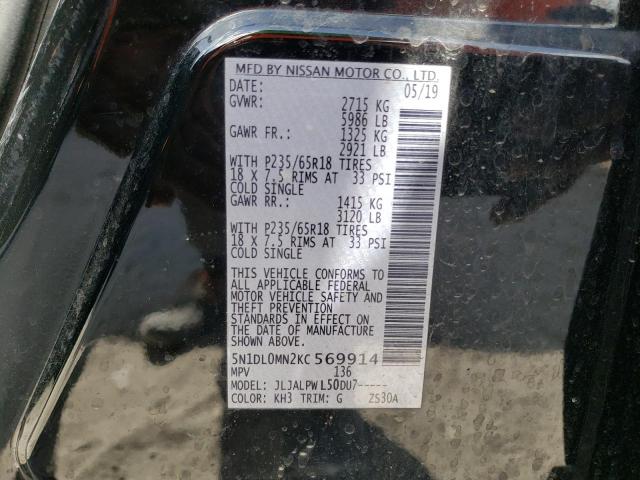 MFD BY NISSAN MOTOR CO., LTD.
DATE: 05/19
GVWR: 2715 KG
5986 LB
GAWR FR.: 1325 KG
2921 LB
WITH P235/65R18 TIRES
18 X 7.5 RIMS AT 33 PSI
COLD SINGLE
GAWR RR.: 1415 KG
3120 LB
WITH P235/65R18 TIRES
18 X 7.5 RIMS AT 33 PSI
COLD SINGLE
THIS VEHICLE CONFORMS TO
ALL APPLICABLE FEDERAL
MOTOR VEHICLE SAFETY AND
THEFT PREVENTION
STANDARDS IN EFFECT ON
THE DATE OF MANUFACTURE
SHOWN ABOVE.
5N1DL0MN2KC569914
MPV 136
MODEL: JLJALPWL50DU7-----
COLOR: KH3 TRIM: G ZS30A